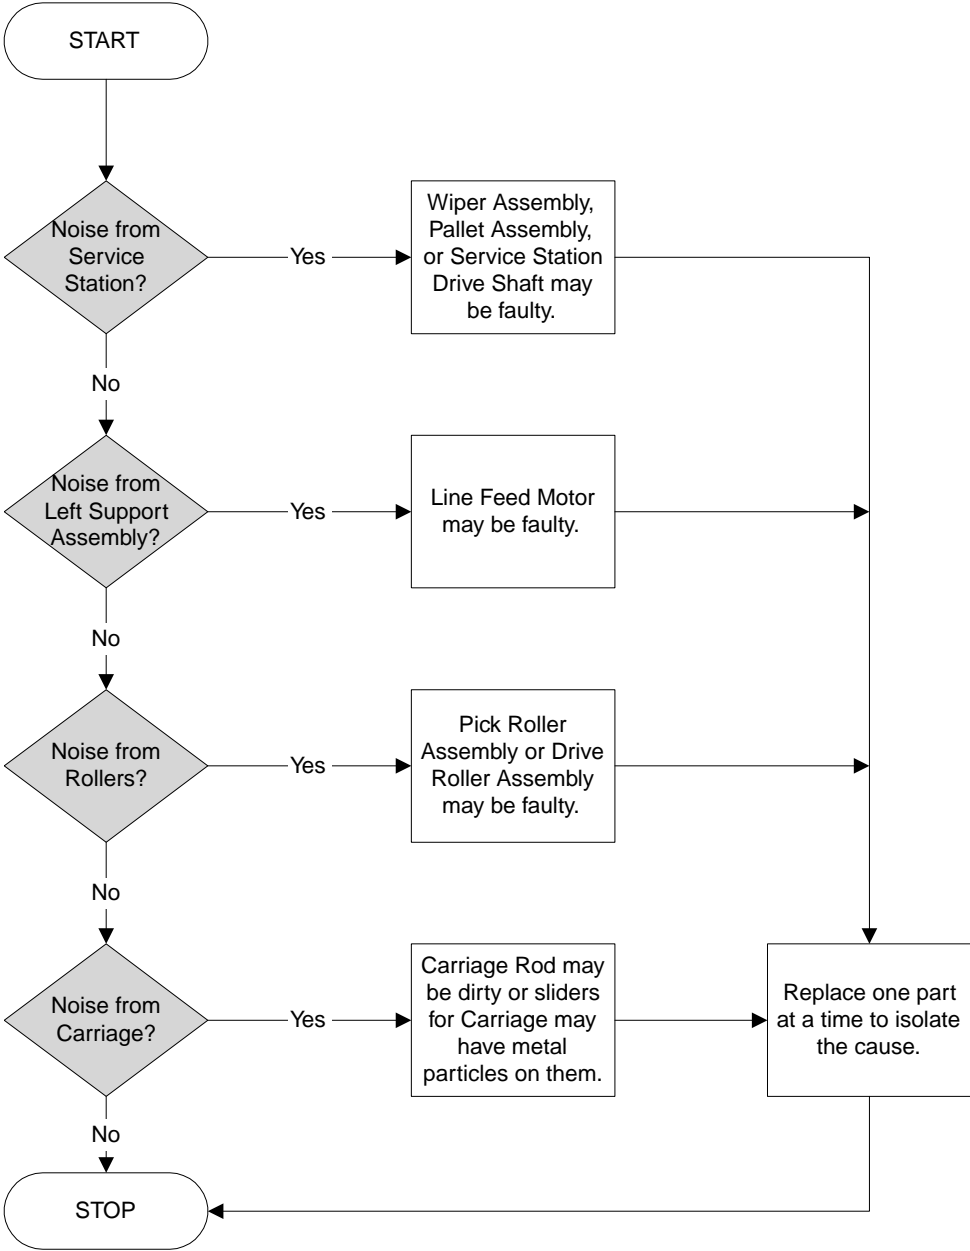 START
Noise from
Service
Station?
Yes
Wiper Assembly,
Pallet Assembly,
or Service Station
Drive Shaft may
be faulty.
No
Noise from
Left Support
Assembly?
Yes
Line Feed Motor
may be faulty.
No
Noise from
Rollers?
Yes
Pick Roller
Assembly or Drive
Roller Assembly
may be faulty.
No
Noise from
Carriage?
Yes
Carriage Rod may
be dirty or sliders
for Carriage may
have metal
particles on them.
Replace one part
at a time to isolate
the cause.
No
STOP